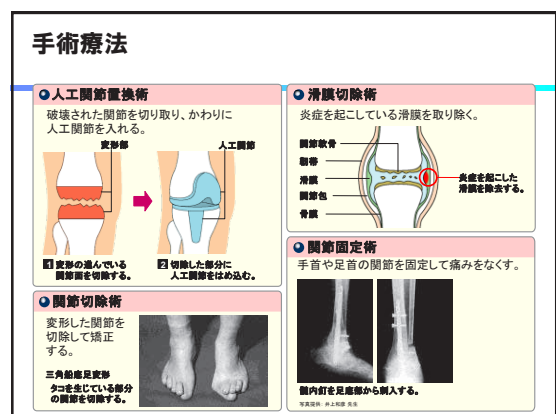 手術療法
人工関節置換術
破壊された関節を切り取り、かわりに
人工関節を入れる。
変形部
人工関節
1 変形の進んでいる
関節面を切除する。
2 切除した部分に
人工関節をはめ込む。
関節切除術
変形した関節を
切除して矯正
する。
三角船底足変形
タコを生じている部分
の関節を切除する。
滑膜切除術
炎症を起こしている滑膜を取り除く。
関節軟骨
靭帯
滑膜
関節包
骨膜
炎症を起こした
滑膜を除去する。
関節固定術
手首や足首の関節を固定して痛みをなくす。
髄内釘を足底部から刺入する。
写真提供:井上和彦 先生